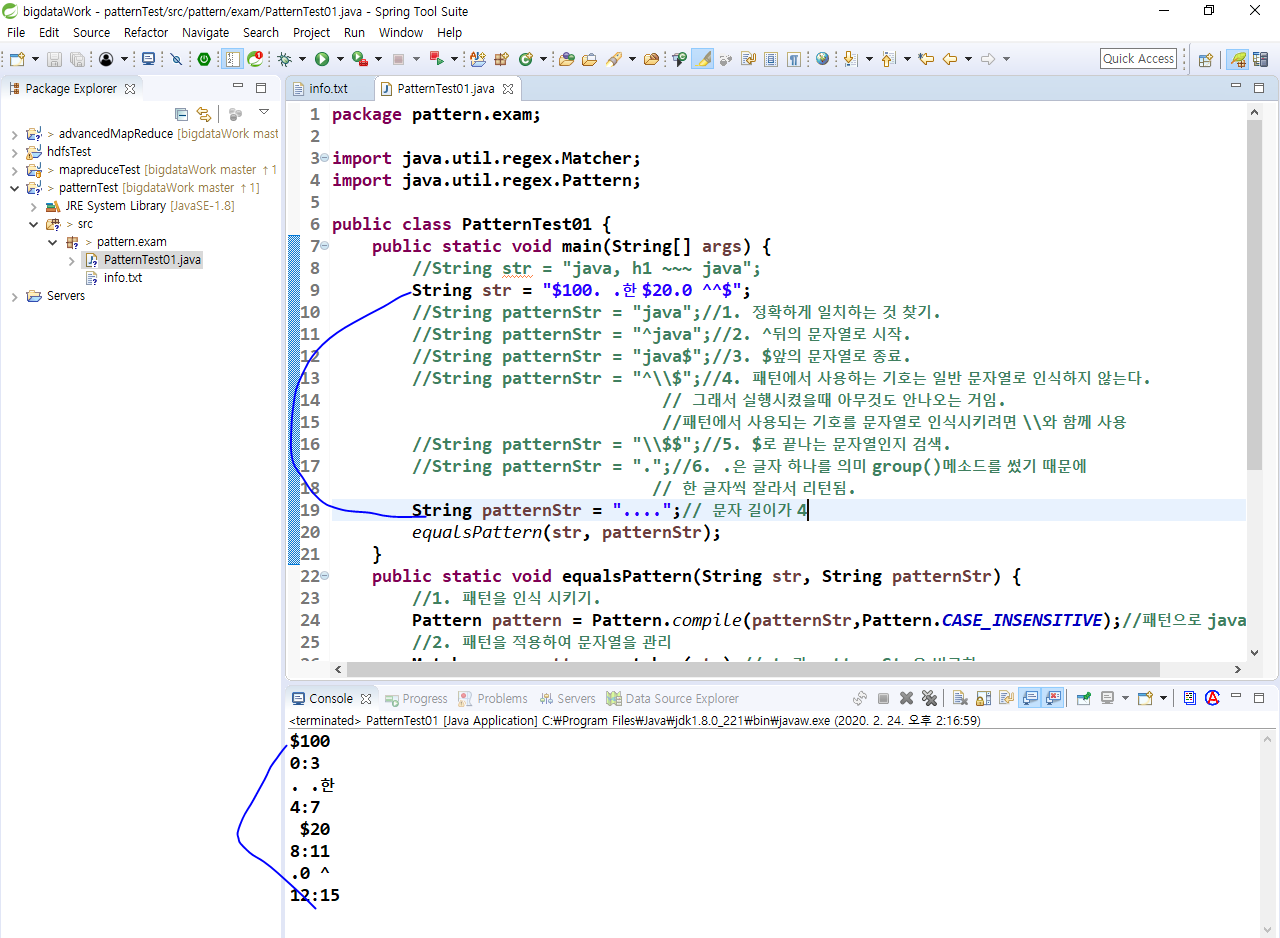 bigdataWork - patternTest/src/pattern/exam/PatternTest01.java - Spring Tool Suite
File Edit Source Refactor Navigate Search Project Run Window Help
Quick Access
Package Explorer
> advancedMapReduce [bigdataWork mast
hdfsTest
> mapreduceTest [bigdataWork master ↑1
> patternTest [bigdataWork master ↑1]
JRE System Library [JavaSE-1.8]
> src
> pattern.exam
PatternTest01.java
info.txt
Servers
info.txt PatternTest01.java
1 package pattern.exam;
2
3 import java.util.regex.Matcher;
4 import java.util.regex.Pattern;
5
6 public class PatternTest01 {
7 public static void main(String[] args) {
8 //String str = "java, h1 ~~~ java";
9 String str = "$100. .한 $20.0 ^^$";
10 //String patternStr = "java";//1. 정확하게 일치하는 것 찾기.
11 //String patternStr = "^java";//2. ^뒤의 문자열로 시작.
12 //String patternStr = "java$";//3. $앞의 문자열로 종료.
13 //String patternStr = "^\\$";//4. 패턴에서 사용하는 기호는 일반 문자열로 인식하지 않는다.
14 // 그래서 실행시켰을때 아무것도 안나오는 거임.
15 //패턴에서 사용되는 기호를 문자열로 인식시키려면 \\와 함께 사용
16 //String patternStr = "\\$$";//5. $로 끝나는 문자열인지 검색.
17 //String patternStr = ".";//6. .은 글자 하나를 의미 group()메소드를 썼기 때문에
18 // 한 글자씩 잘라서 리턴됨.
19 String patternStr = "....";// 문자 길이가 4
20 equalsPattern(str, patternStr);
21 }
22 public static void equalsPattern(String str, String patternStr) {
23 //1. 패턴을 인식 시키기.
24 Pattern pattern = Pattern.compile(patternStr,Pattern.CASE_INSENSITIVE);//패턴으로 java
25 //2. 패턴을 적용하여 문자열을 관리
Console Progress Problems Servers Data Source Explorer
<terminated> PatternTest01 [Java Application] C:₩Program Files₩Java₩jdk1.8.0_221₩bin₩javaw.exe (2020. 2. 24. 오후 2:16:59)
$100
0:3
. .한
4:7
$20
8:11
.0 ^
12:15